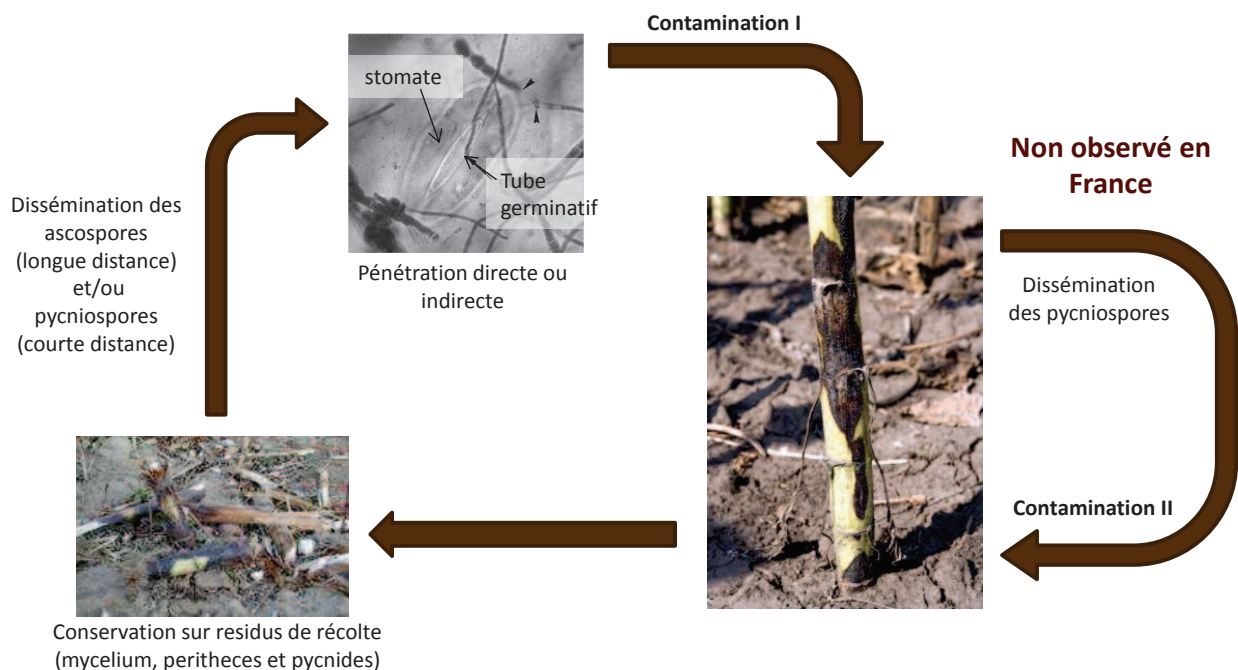 Contamination I
stomate
Tube
germinatif
Pénétration directe ou
indirecte
Non observé en
France
Dissémination des
ascospores
(longue distance)
et/ou
pycniospores
(courte distance)
Dissémination
des pycniospores
Contamination II
Conservation sur residus de récolte
(mycelium, peritheces et pycnides)